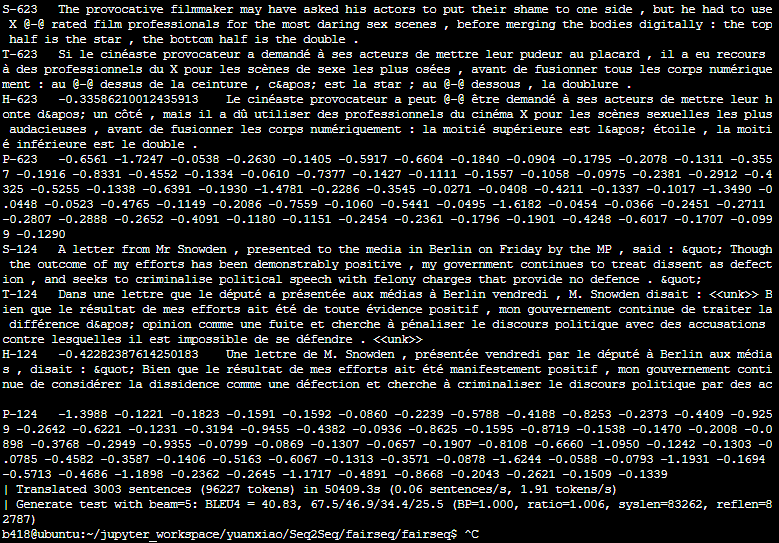 S-623   The provocative filmmaker may have asked his actors to put their shame to one side , but he had to use
 X @-@ rated film professionals for the most daring sex scenes , before merging the bodies digitally : the top
 half is the star , the bottom half is the double .
T-623   Si le cinéaste provocateur a demandé à ses acteurs de mettre leur pudeur au placard , il a eu recours
à des professionnels du X pour les scènes de sexe les plus osées , avant de fusionner tous les corps numérique
ment : au @-@ dessus de la ceinture , c&apos; est la star ; au @-@ dessous , la doublure .
H-623   -0.33586210012435913    Le cinéaste provocateur a peut @-@ être demandé à ses acteurs de mettre leur h
onte d&apos; un côté , mais il a dû utiliser des professionnels du cinéma X pour les scènes sexuelles les plus
 audacieuses , avant de fusionner les corps numériquement : la moitié supérieure est l&apos; étoile , la moiti
é inférieure est le double .
P-623   -0.6561 -1.7247 -0.0538 -0.2630 -0.1405 -0.5917 -0.6604 -0.1840 -0.0904 -0.1795 -0.2078 -0.1311 -0.355
7 -0.1916 -0.8331 -0.4552 -0.1334 -0.0610 -0.7377 -0.1427 -0.1111 -0.1557 -0.1058 -0.0975 -0.2381 -0.2912 -0.4
325 -0.5255 -0.1338 -0.6391 -0.1930 -1.4781 -0.2286 -0.3545 -0.0271 -0.0408 -0.4211 -0.1337 -0.1017 -1.3490 -0
.0448 -0.0523 -0.4765 -0.1149 -0.2086 -0.7559 -0.1060 -0.5441 -0.0495 -1.6182 -0.0454 -0.0366 -0.2451 -0.2711
-0.2807 -0.2888 -0.2652 -0.4091 -0.1180 -0.1151 -0.2454 -0.2361 -0.1796 -0.1901 -0.4248 -0.6017 -0.1707 -0.099
9 -0.1290
S-124   A letter from Mr Snowden , presented to the media in Berlin on Friday by the MP , said : &quot; Though
 the outcome of my efforts has been demonstrably positive , my government continues to treat dissent as defect
ion , and seeks to criminalise political speech with felony charges that provide no defence . &quot;
T-124   Dans une lettre que le député a présentée aux médias à Berlin vendredi , M. Snowden disait : <<unk>> B
ien que le résultat de mes efforts ait été de toute évidence positif , mon gouvernement continue de traiter la
 différence d&apos; opinion comme une fuite et cherche à pénaliser le discours politique avec des accusations
contre lesquelles il est impossible de se défendre . <<unk>>
H-124   -0.42282387614250183    Une lettre de M. Snowden , présentée vendredi par le député à Berlin aux média
s , disait : &quot; Bien que le résultat de mes efforts ait été manifestement positif , mon gouvernement conti
nue de considérer la dissidence comme une défection et cherche à criminaliser le discours politique par des ac
P-124   -1.3988 -0.1221 -0.1823 -0.1591 -0.1592 -0.0860 -0.2239 -0.5788 -0.4188 -0.8253 -0.2373 -0.4409 -0.925
9 -0.2642 -0.6221 -0.1231 -0.3194 -0.9455 -0.4382 -0.0936 -0.8625 -0.1595 -0.8719 -0.1538 -0.1470 -0.2008 -0.0
898 -0.3768 -0.2949 -0.9355 -0.0799 -0.0869 -0.1307 -0.0657 -0.1907 -0.8108 -0.6660 -1.0950 -0.1242 -0.1303 -0
.0785 -0.4582 -0.3587 -0.1406 -0.5163 -0.6067 -0.1313 -0.3571 -0.0878 -1.6244 -0.0588 -0.0793 -1.1931 -0.1694
-0.5713 -0.4686 -1.1898 -0.2362 -0.2645 -1.1717 -0.4891 -0.8668 -0.2043 -0.2621 -0.1509 -0.1339
| Translated 3003 sentences (96227 tokens) in 50409.3s (0.06 sentences/s, 1.91 tokens/s)
| Generate test with beam=5: BLEU4 = 40.83, 67.5/46.9/34.4/25.5 (BP=1.000, ratio=1.006, syslen=83262, reflen=8
2787)
b418@ubuntu:~/jupyter_workspace/yuanxiao/Seq2Seq/fairseq/fairseq$ ^C